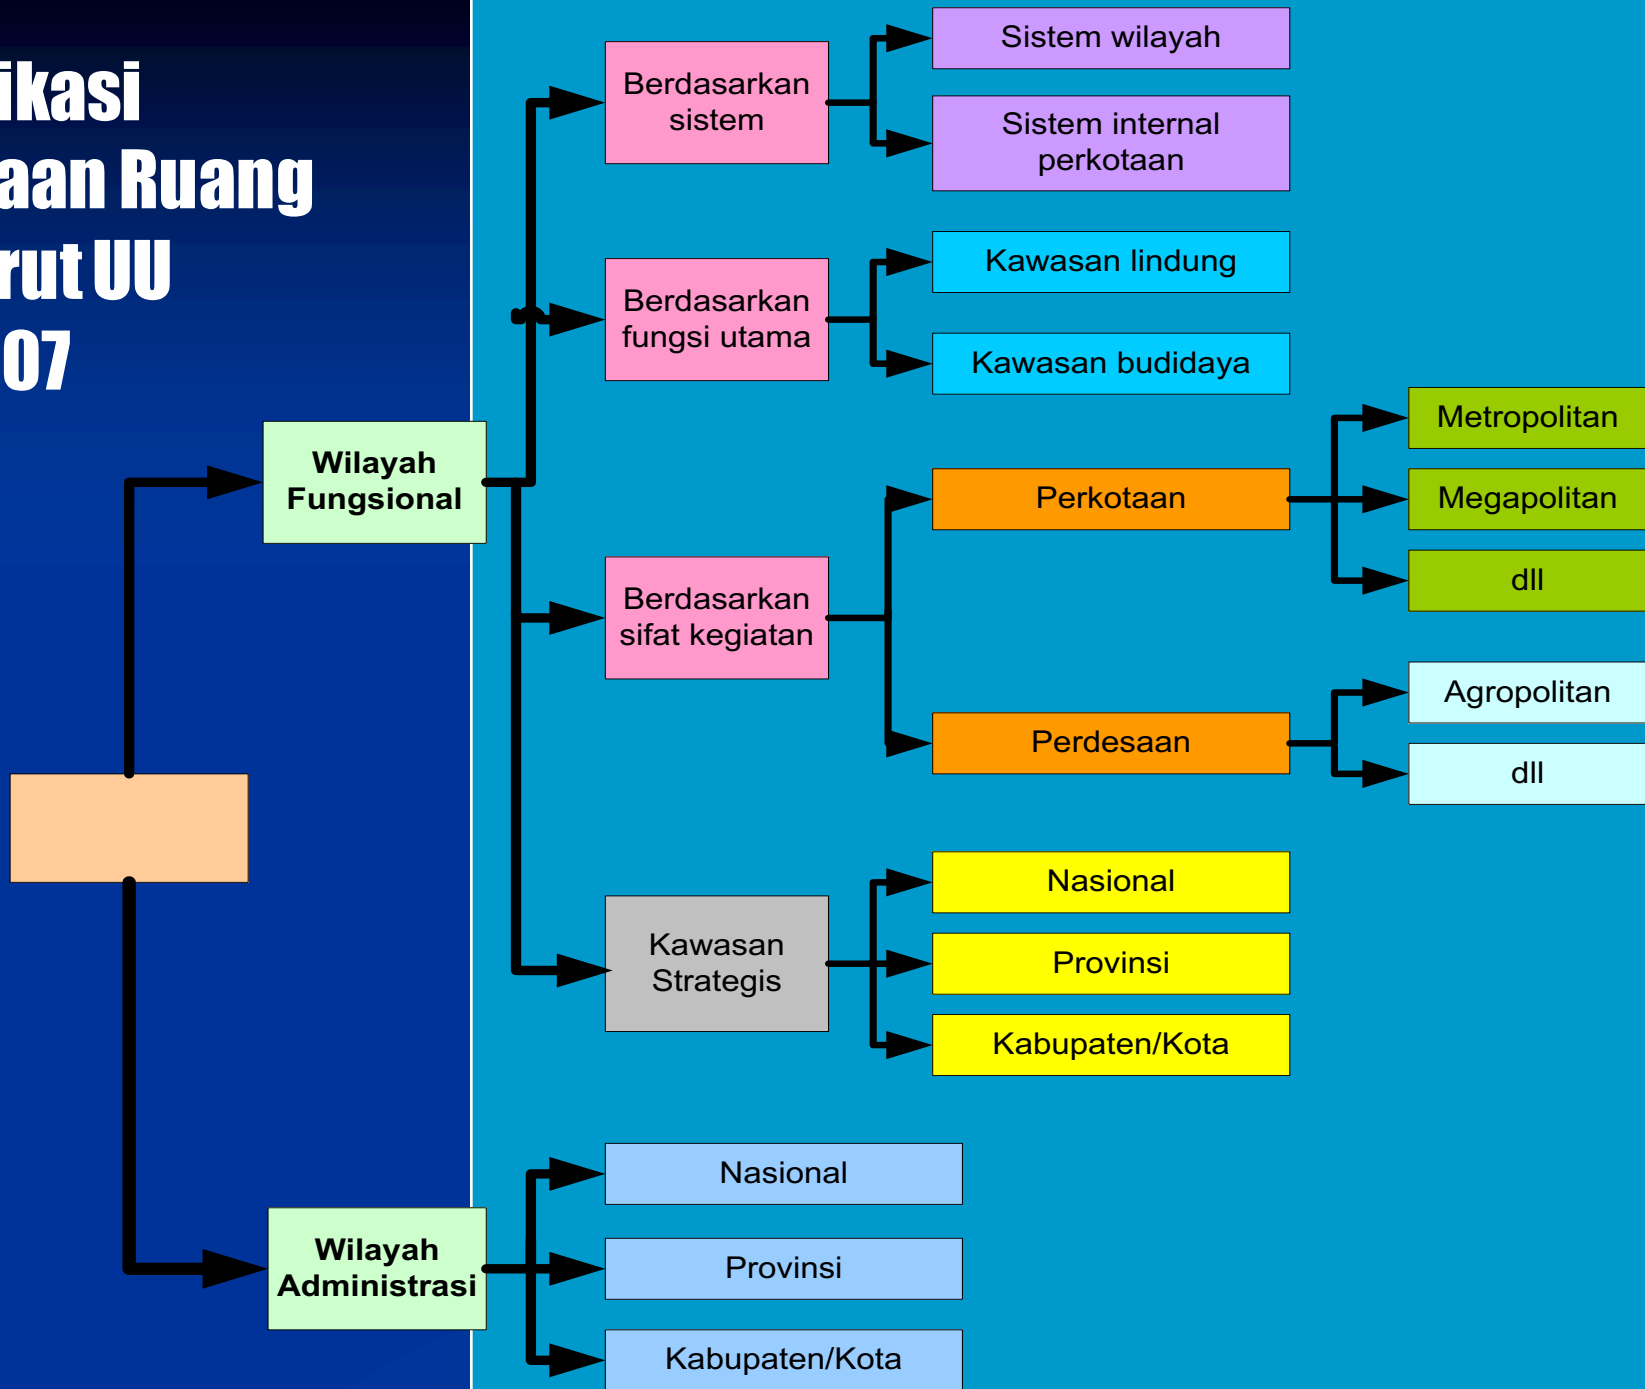 ikasi
aan Ruang
rut UU
07
Sistem wilayah
Berdasarkan
sistem
Sistem internal
perkotaan
Kawasan lindung
Berdasarkan
fungsi utama
Kawasan budidaya
Wilayah
Fungsional
Metropolitan
Perkotaan
Megapolitan
dll
Berdasarkan
sifat kegiatan
Agropolitan
Perdesaan
dll
Nasional
Kawasan
Strategis
Provinsi
Kabupaten/Kota
Nasional
Wilayah
Administrasi
Provinsi
Kabupaten/Kota